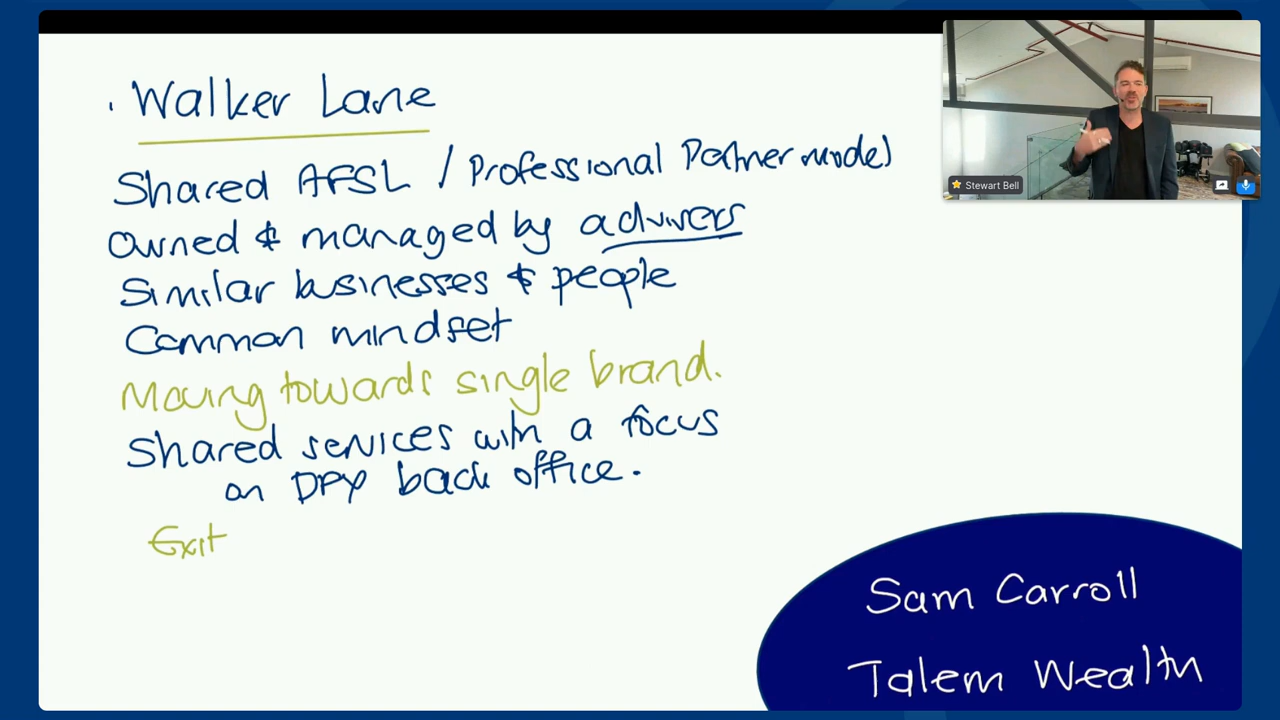 · Walker Lane
Shared AFSL / Professional Partner model
Owned & managed by advisers
Similar businesses & people
Common mindset
Moving towards single brand.
Shared services with a focus
on DPY back office.
Exit
Stewart Bell
Sam Carroll
Talem Wealth